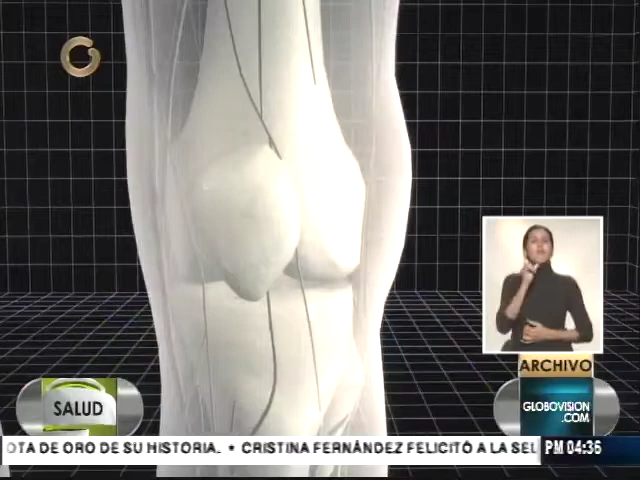 ARCHIVO
SALUD
GLOBOVISION
.COM
OTA DE ORO DE SU HISTORIA. * CRISTINA FERNÁNDEZ FELICITÓ A LA SEL
PM 04:36